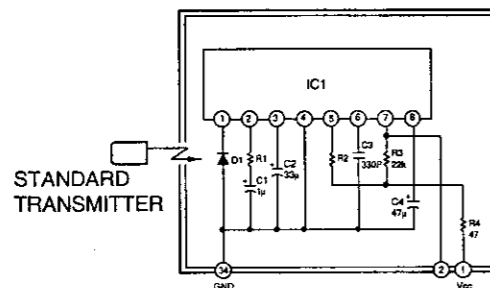 IC1
1 2 3 4 5 6 7 8
D1
R1
C1
1µ
C2
33µ
R2
C3
330P
R3
22k
C4
47µ
R4
47
STANDARD
TRANSMITTER
34 2 1
GND Vcc